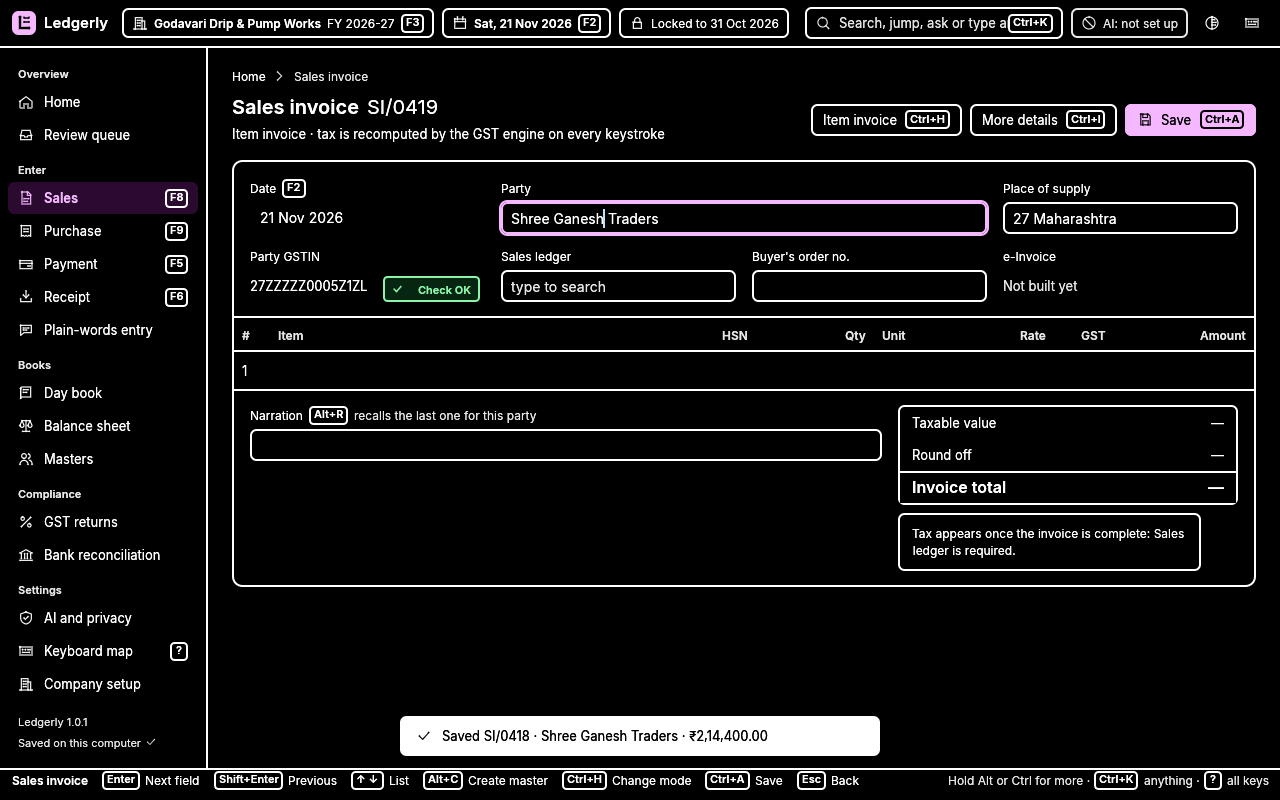 Ledgerly
Godavari Drip & Pump Works FY 2026-27 F3
Sat, 21 Nov 2026 F2
Locked to 31 Oct 2026
Search, jump, ask or type a Ctrl+K
AI: not set up
Overview
Home
Review queue
Enter
Sales F8
Purchase F9
Payment F5
Receipt F6
Plain-words entry
Books
Day book
Balance sheet
Masters
Compliance
GST returns
Bank reconciliation
Settings
AI and privacy
Keyboard map ?
Company setup
Ledgerly 1.0.1
Saved on this computer
Home Sales invoice
Sales invoice SI/0419
Item invoice · tax is recomputed by the GST engine on every keystroke
Item invoice Ctrl+H
More details Ctrl+I
Save Ctrl+A
Date F2
21 Nov 2026
Party
Shree Ganesh Traders
Place of supply
27 Maharashtra
Party GSTIN
27ZZZZZ0005Z1ZL
Check OK
Sales ledger
type to search
Buyer's order no.
e-Invoice
Not built yet
# Item HSN Qty Unit Rate GST Amount
1
Narration Alt+R recalls the last one for this party
Taxable value —
Round off —
Invoice total —
Tax appears once the invoice is complete: Sales
ledger is required.
Saved SI/0418 · Shree Ganesh Traders · ₹2,14,400.00
Sales invoice Enter Next field Shift+Enter Previous ↑ ↓ List Alt+C Create master Ctrl+H Change mode Ctrl+A Save Esc Back Hold Alt or Ctrl for more · Ctrl+K anything · ? all keys